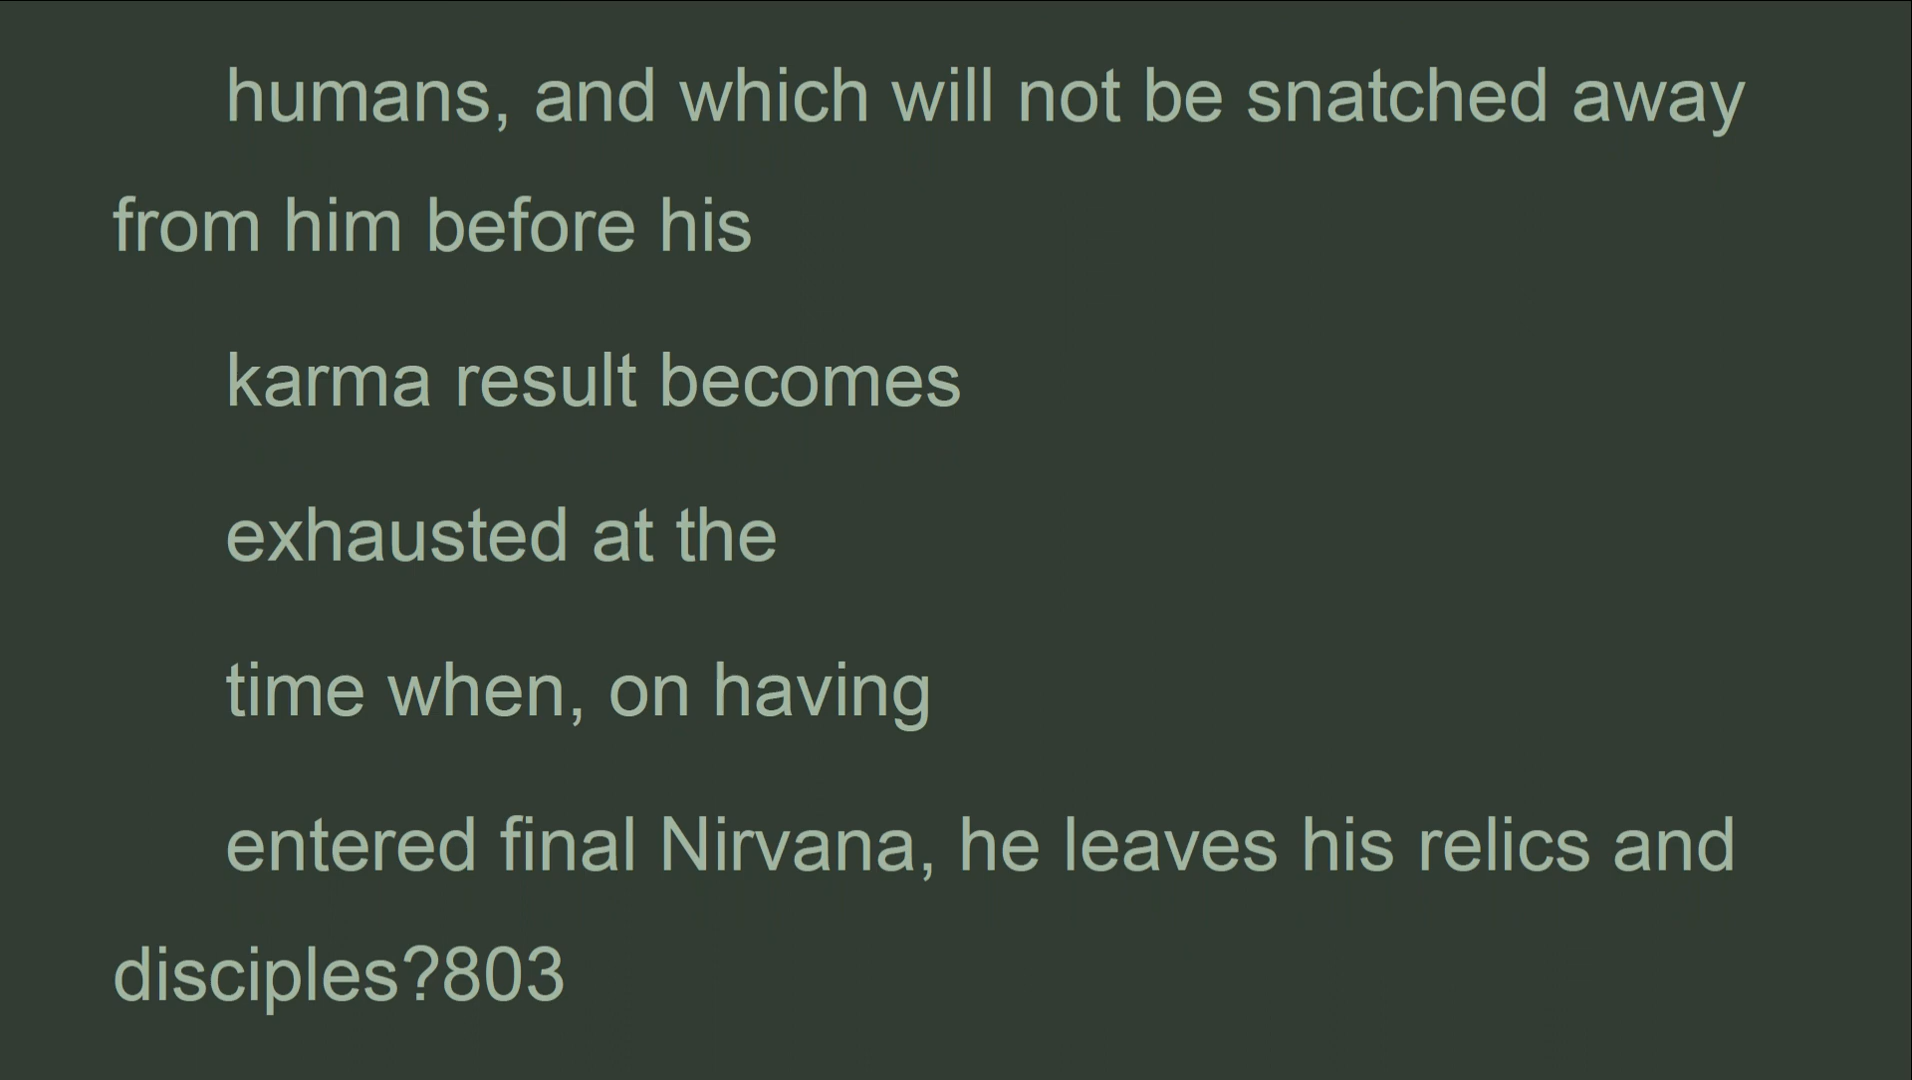 humans, and which will not be snatched away
from him before his
karma result becomes
exhausted at the
time when, on having
entered final Nirvana, he leaves his relics and
disciples?803